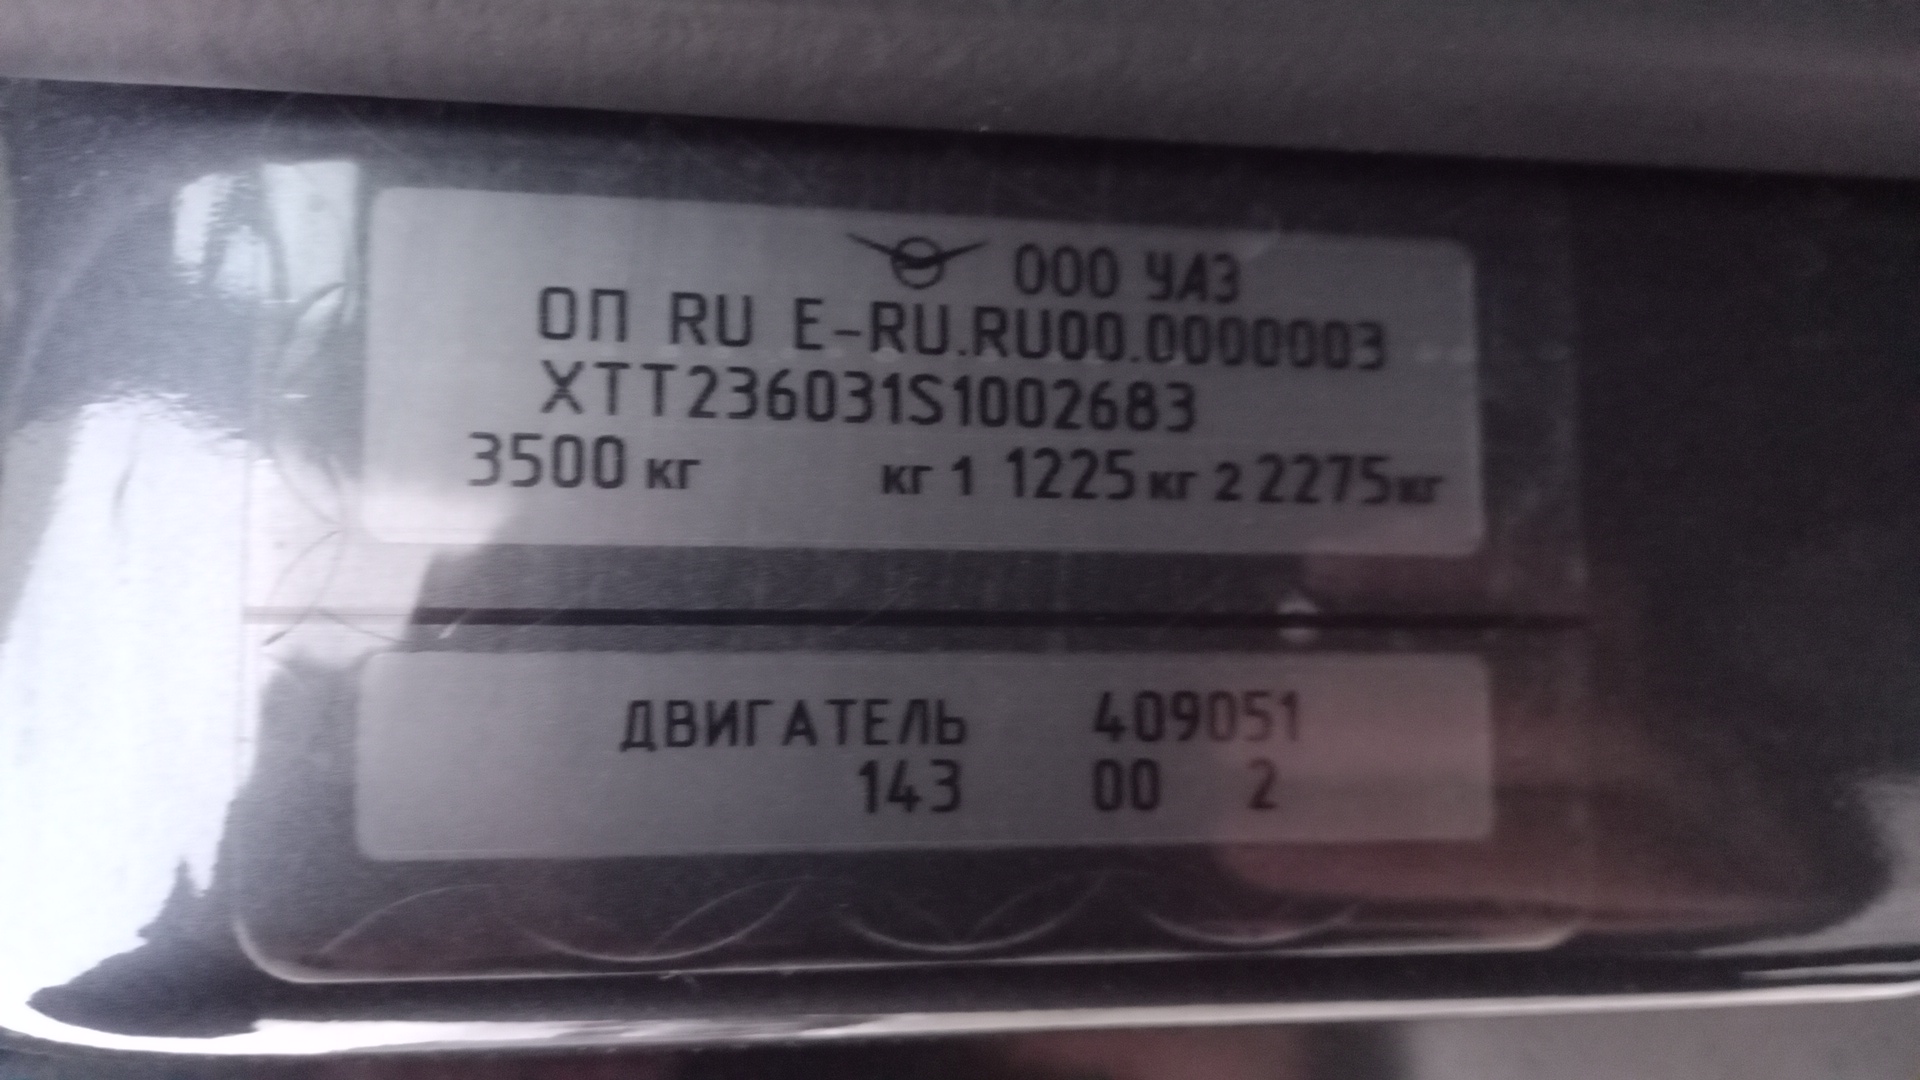 ООО УАЗ
ОП RU E-RU.RU00.0000003
XTT236031S1002683
3500 кг кг 1 1225 кг 2 2275 кг
ДВИГАТЕЛЬ 409051
143 00 2